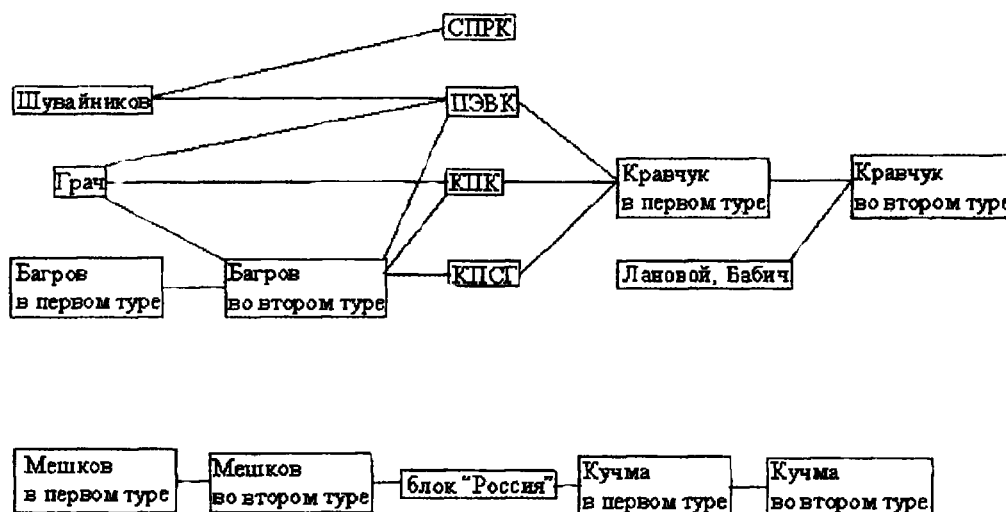 СПРК
Шувайников
ПЭВК
Грач
КПК
Кравчук
в первом туре
Кравчук
во втором туре
Багров
в первом туре
Багров
во втором туре
КПСГ
Лановой, Бабич
Мешков
в первом туре
Мешков
во втором туре
блок "Россия"
Кучма
в первом туре
Кучма
во втором туре